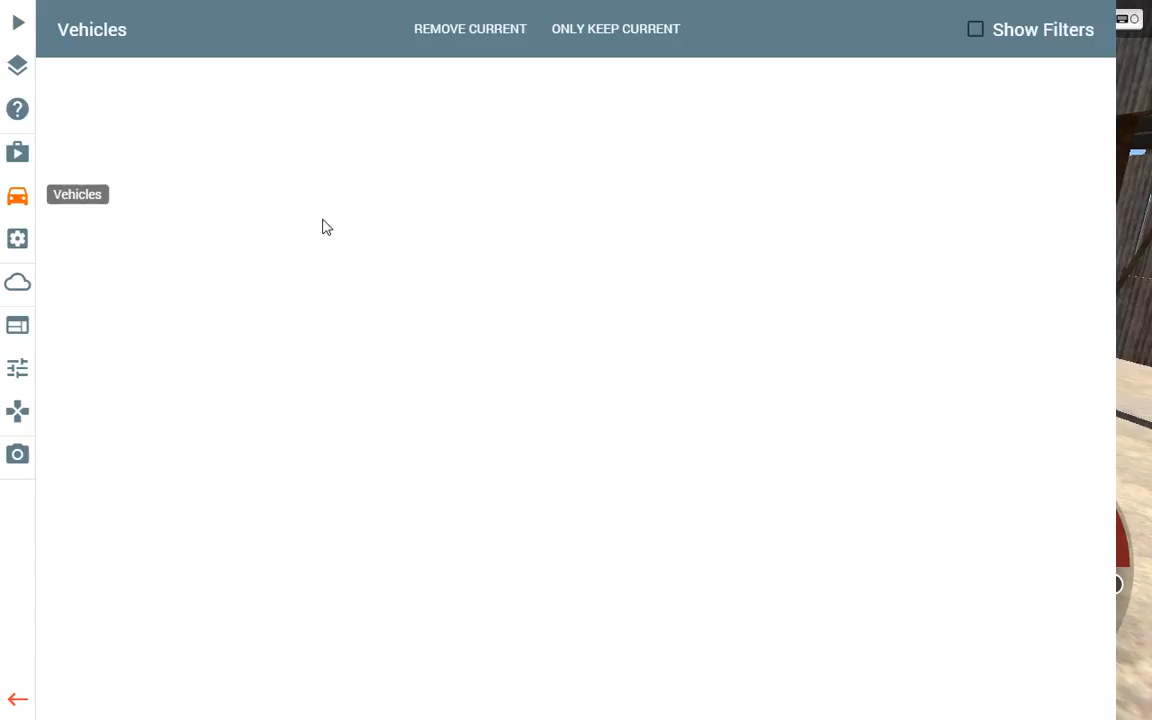 Vehicles
REMOVE CURRENT
ONLY KEEP CURRENT
Show Filters
Vehicles